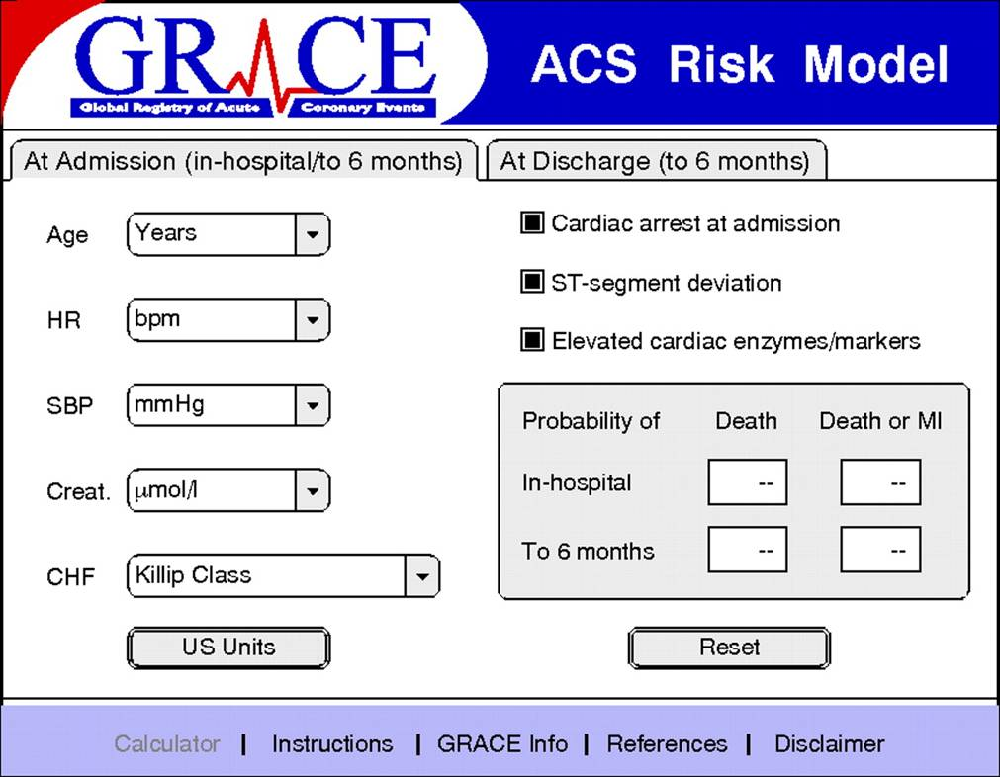 GRACE
Global Registry of Acute Coronary Events
ACS Risk Model
At Admission (in-hospital/to 6 months)
At Discharge (to 6 months)
Age
Years
HR
bpm
SBP
mmHg
Creat.
μmol/l
CHF
Killip Class
US Units
Cardiac arrest at admission
ST-segment deviation
Elevated cardiac enzymes/markers
Probability of Death Death or MI
In-hospital -- --
To 6 months -- --
Reset
Calculator | Instructions | GRACE Info | References | Disclaimer